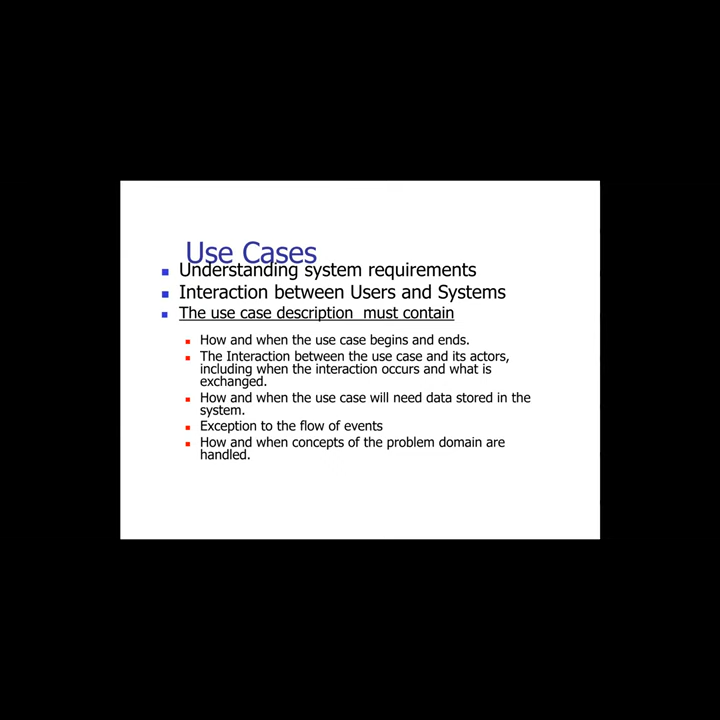 Use Cases
Understanding system requirements
Interaction between Users and Systems
The use case description  must contain
How and when the use case begins and ends.
The Interaction between the use case and its actors,
including when the interaction occurs and what is
exchanged.
How and when the use case will need data stored in the
system.
Exception to the flow of events
How and when concepts of the problem domain are
handled.